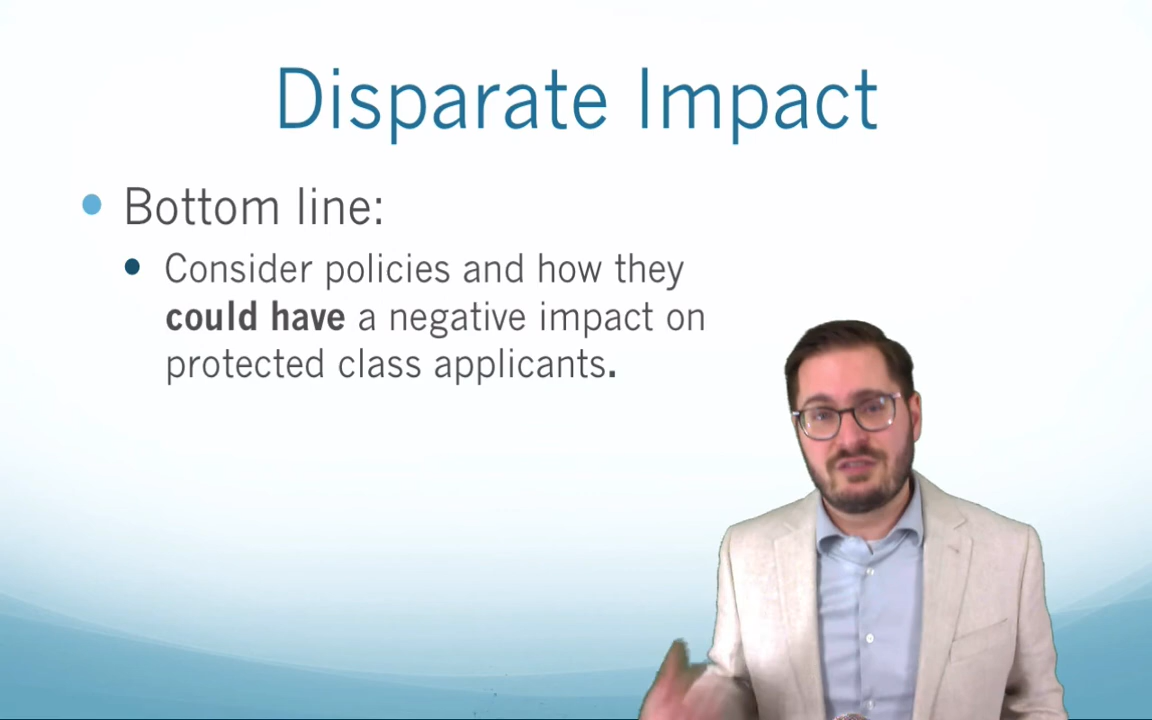 Disparate Impact
Bottom line:
Consider policies and how they
could have a negative impact on
protected class applicants.